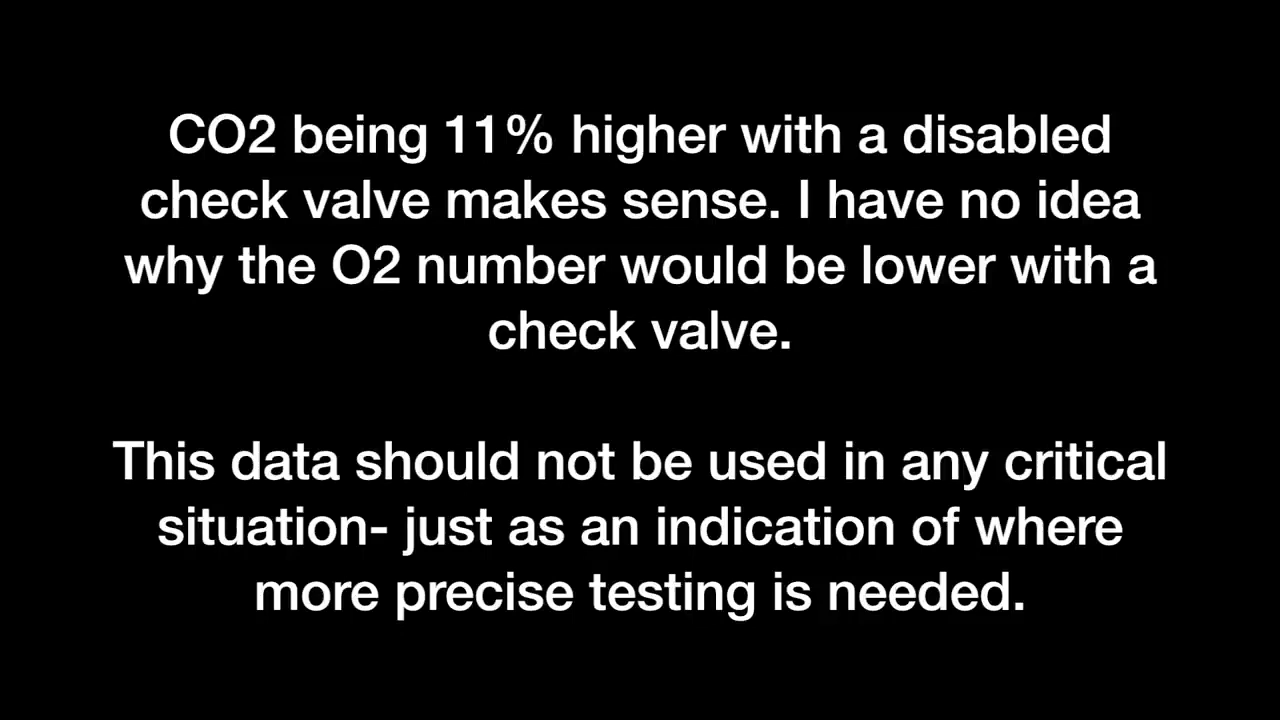 CO2 being 11% higher with a disabled
check valve makes sense. I have no idea
why the O2 number would be lower with a
check valve.
This data should not be used in any critical
situation- just as an indication of where
more precise testing is needed.